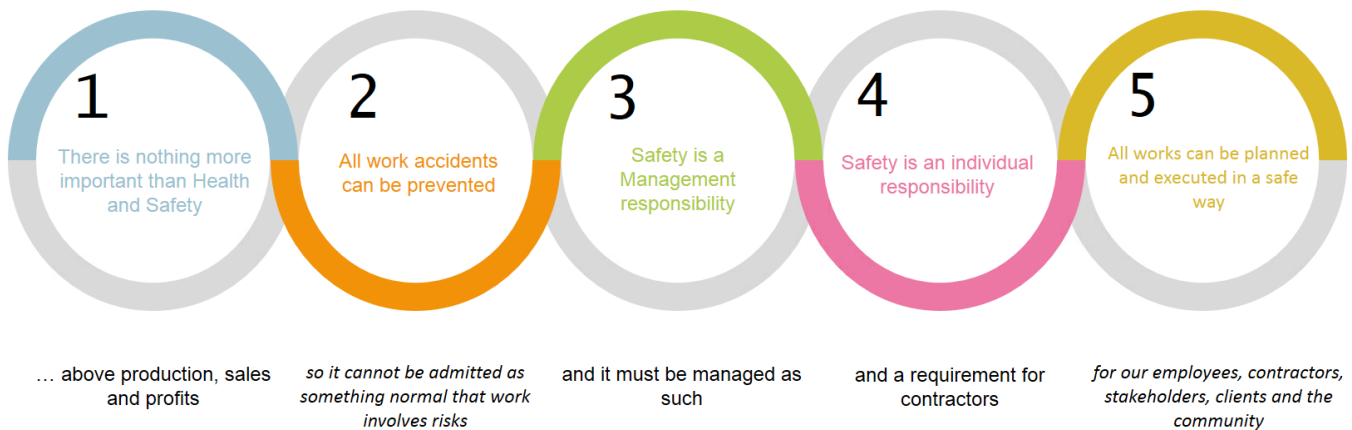 1
There is nothing more
important than Health
and Safety
… above production, sales
and profits
2
All work accidents
can be prevented
so it cannot be admitted as
something normal that work
involves risks
3
Safety is a
Management
responsibility
and it must be managed as
such
4
Safety is an individual
responsibility
and a requirement for
contractors
5
All works can be planned
and executed in a safe
way
for our employees, contractors,
stakeholders, clients and the
community